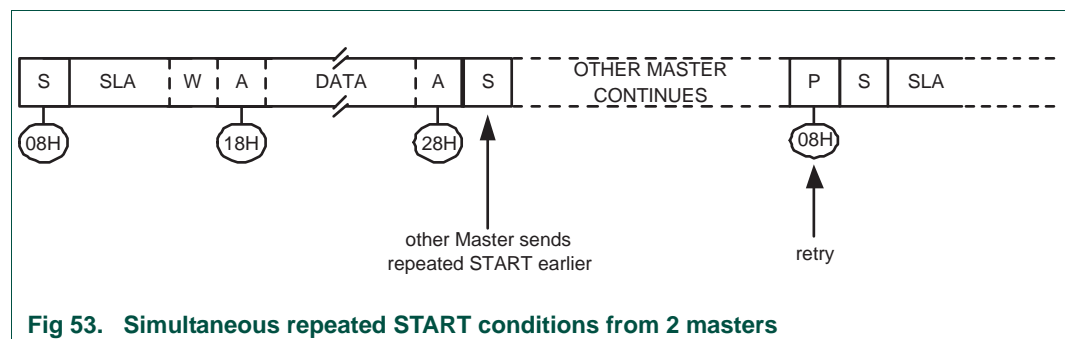 S SLA W A DATA A S OTHER MASTER CONTINUES P S SLA
08H 18H 28H 08H
other Master sends
repeated START earlier
retry
Fig 53. Simultaneous repeated START conditions from 2 masters